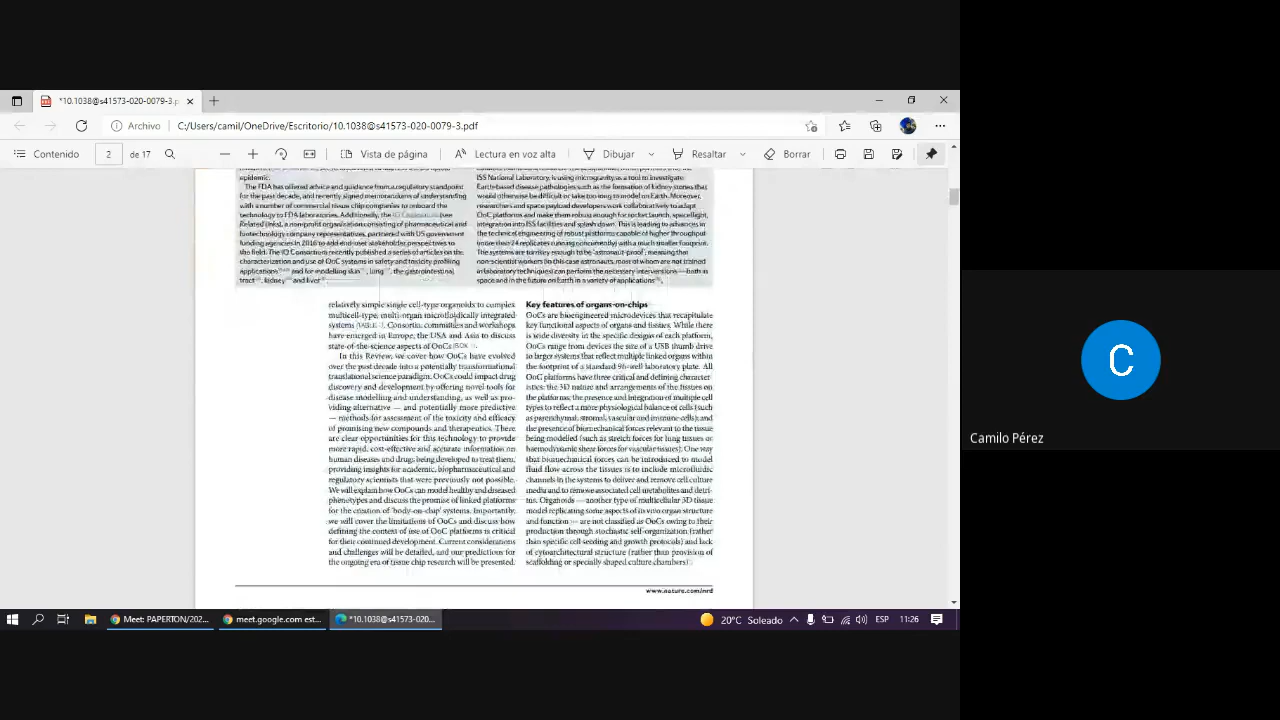 *10.1038@s41573-020-0079-3.p
Archivo
C:/Users/camil/OneDrive/Escritorio/10.1038@s41573-020-0079-3.pdf
Contenido
2
de 17
Vista de página
Lectura en voz alta
Dibujar
Resaltar
Borrar
epidemic.
The FDA has offered advice and guidance from a regulatory standpoint
for the past decade, and recently signed memorandums of understanding
with a number of commercial tissue chip companies to onboard the
technology to FDA laboratories. Additionally, the IQ Consortium (see
Related links), a non-profit organization consisting of pharmaceutical and
biotechnology company representatives, partnered with US government
funding agencies in 2016 to add end-user stakeholder perspectives to
the field. The IQ Consortium recently published a series of articles on the
characterization and use of OoC systems in safety and toxicity profiling
applications and for modelling skin, lung, the gastrointestinal
tract, kidney and liver.
ISS National Laboratory, is using microgravity as a tool to investigate
Earth-based disease pathologies such as the formation of kidney stones that
would otherwise be difficult or take too long to model on Earth. Moreover,
researchers and space payload developers work collaboratively to adapt
OoC platforms and make them robust enough for rocket launch, spaceflight,
integration into ISS facilities and splash down. This is leading to advances in
the technical engineering of robust platforms capable of higher throughput
(more than 24 replicates running concurrently) with a much smaller footprint.
The systems are turnkey enough to be 'astronaut-proof', meaning that
non-scientist workers (in this case astronauts, most of whom are not trained
in laboratory techniques) can perform the necessary interventions — both in
space and in the future on Earth in a variety of applications
relatively simple single cell-type organoids to complex
multicell-type, multi-organ microfluidically integrated
systems (TABLE 1). Consortia, committees and workshops
have emerged in Europe, the USA and Asia to discuss
state-of-the-science aspects of OoCs (BOX 1).
In this Review, we cover how OoCs have evolved
over the past decade into a potentially transformational
translational science paradigm. OoCs could impact drug
discovery and development by offering novel tools for
disease modelling and understanding, as well as pro-
viding alternative — and potentially more predictive
— methods for assessment of the toxicity and efficacy
of promising new compounds and therapeutics. There
are clear opportunities for this technology to provide
more rapid, cost-effective and accurate information on
human diseases and drugs being developed to treat them,
providing insights for academic, biopharmaceutical and
regulatory scientists that were previously not possible.
We will explain how OoCs can model healthy and diseased
phenotypes and discuss the promise of linked platforms
for the creation of 'body-on-chip' systems. Importantly,
we will cover the limitations of OoCs and discuss how
defining the context of use of OoC platforms is critical
for their continued development. Current considerations
and challenges will be detailed, and our predictions for
the ongoing era of tissue chip research will be presented.
Key features of organs-on-chips
OoCs are bioengineered microdevices that recapitulate
key functional aspects of organs and tissues. While there
is wide diversity in the specific designs of each platform,
OoCs range from devices the size of a USB thumb drive
to larger systems that reflect multiple linked organs within
the footprint of a standard 96-well laboratory plate. All
OoC platforms have three critical and defining character-
istics: the 3D nature and arrangements of the tissues on
the platforms; the presence and integration of multiple cell
types to reflect a more physiological balance of cells (such
as parenchymal, stromal, vascular and immune cells); and
the presence of biomechanical forces relevant to the tissue
being modelled (such as stretch forces for lung tissues or
haemodynamic shear forces for vascular tissues). One way
that biomechanical forces can be introduced to model
fluid flow across the tissues is to include microfluidic
channels in the systems to deliver and remove cell culture
media and to remove associated cell metabolites and detri-
tus. Organoids — another type of multicellular 3D tissue
model replicating some aspects of its in vivo organ structure
and function — are not classified as OoCs owing to their
production through stochastic self-organization (rather
than specific cell seeding and growth protocols) and lack
of cytoarchitectural structure (rather than provision of
scaffolding or specially shaped culture chambers)
www.nature.com/nrd
C
Camilo Pérez
Meet: PAPERTON/202...
meet.google.com est...
*10.1038@s41573-020...
20°C Soleado
ESP
11:26